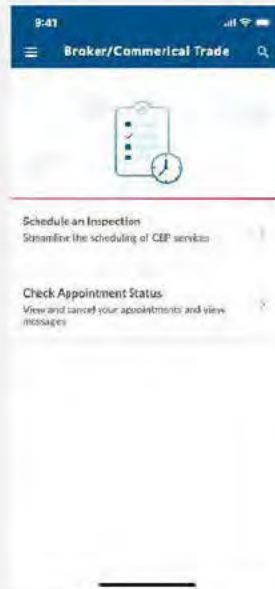 9:41
Broker/Commerical Trade
Schedule an Inspection
Streamline the scheduling of CBP services
Check Appointment Status
View and cancel your appointments and view
messages